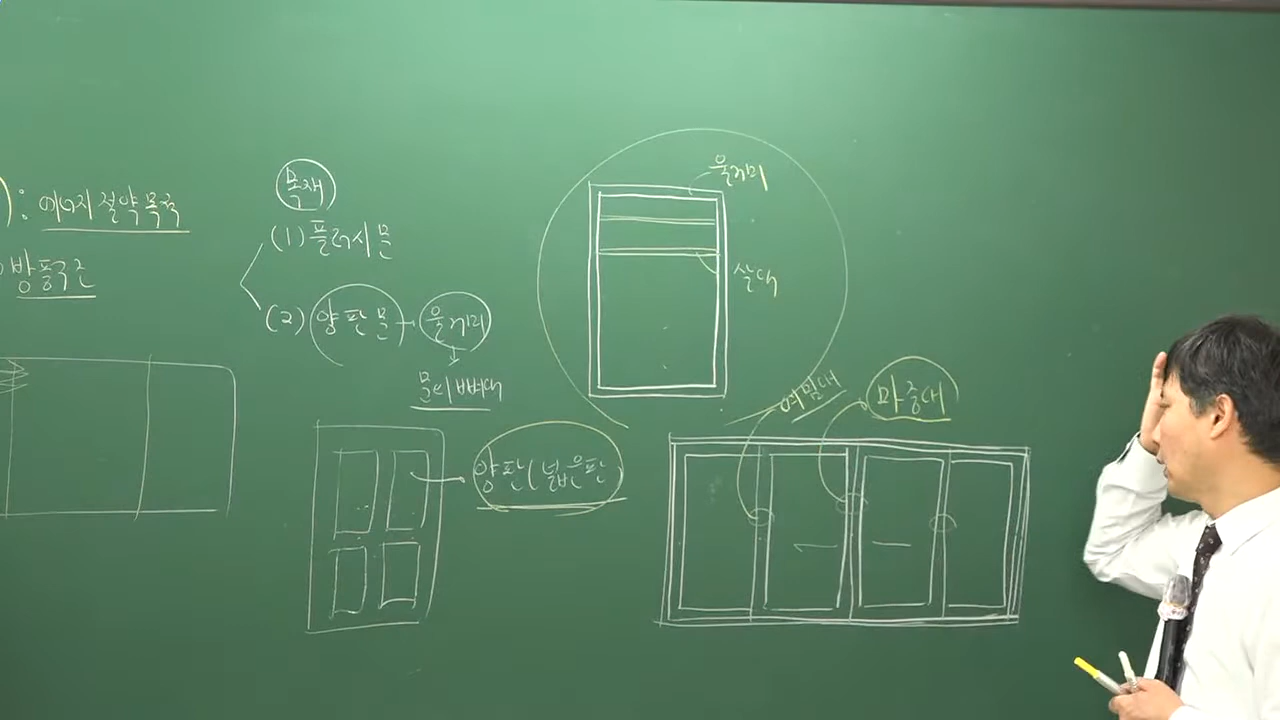 ): 에너지 절약 목적
방풍구조
목재
(1) 플러시 문
(2) 양판문 울거미
문의 뼈대
양판(넓은판
울거미
살대
여밈대
마중대